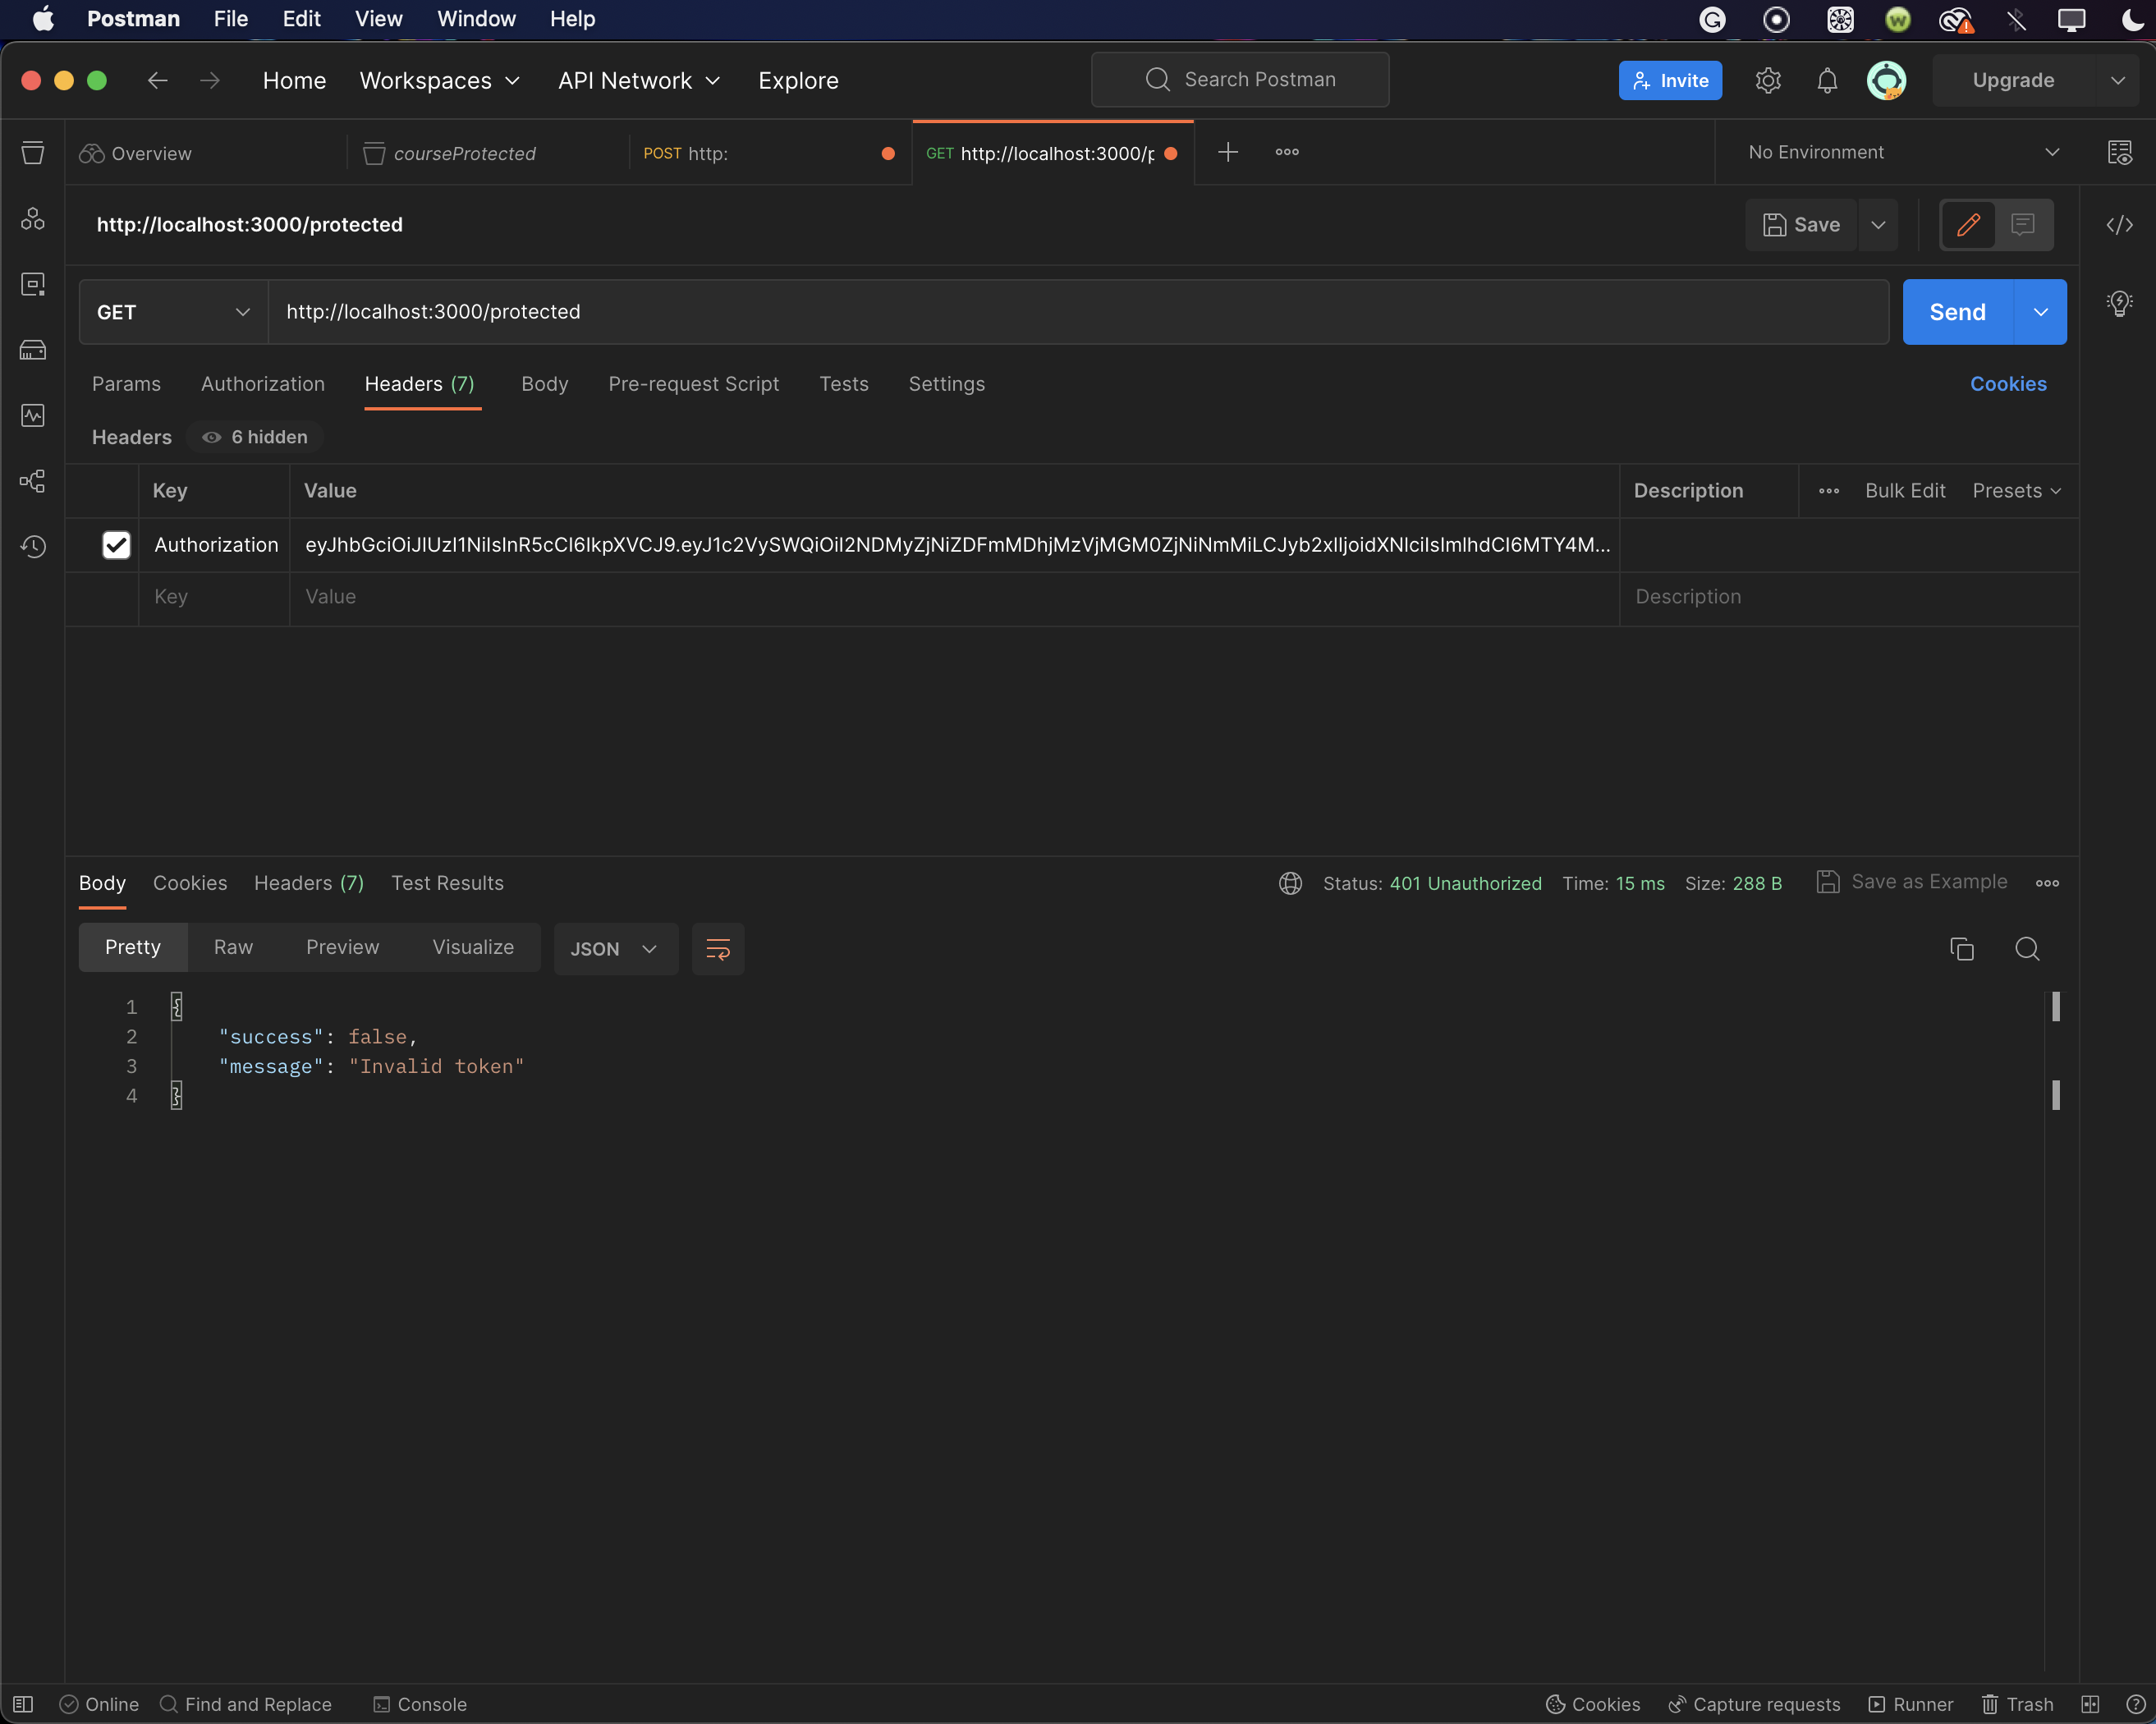 Postman File Edit View Window Help
Home Workspaces API Network Explore Search Postman Invite Upgrade
Overview courseProtected POST http: GET http://localhost:3000/p No Environment
http://localhost:3000/protected Save
GET http://localhost:3000/protected Send
Params Authorization Headers (7) Body Pre-request Script Tests Settings Cookies
Headers 6 hidden
Key Value Description Bulk Edit Presets
Authorization eyJhbGciOiJIUzI1NiIsInR5cCI6IkpXVCJ9.eyJ1c2VySWQiOiI2NDMyZjNiZDFmMDhjMzVjMGM0ZjNiNmMiLCJyb2xlIjoidXNlciIsImlhdCI6MTY4M...
Key Value Description
Body Cookies Headers (7) Test Results Status: 401 Unauthorized Time: 15 ms Size: 288 B Save as Example
Pretty Raw Preview Visualize JSON
1 {
2 "success": false,
3 "message": "Invalid token"
4 }
Online Find and Replace Console Cookies Capture requests Runner Trash